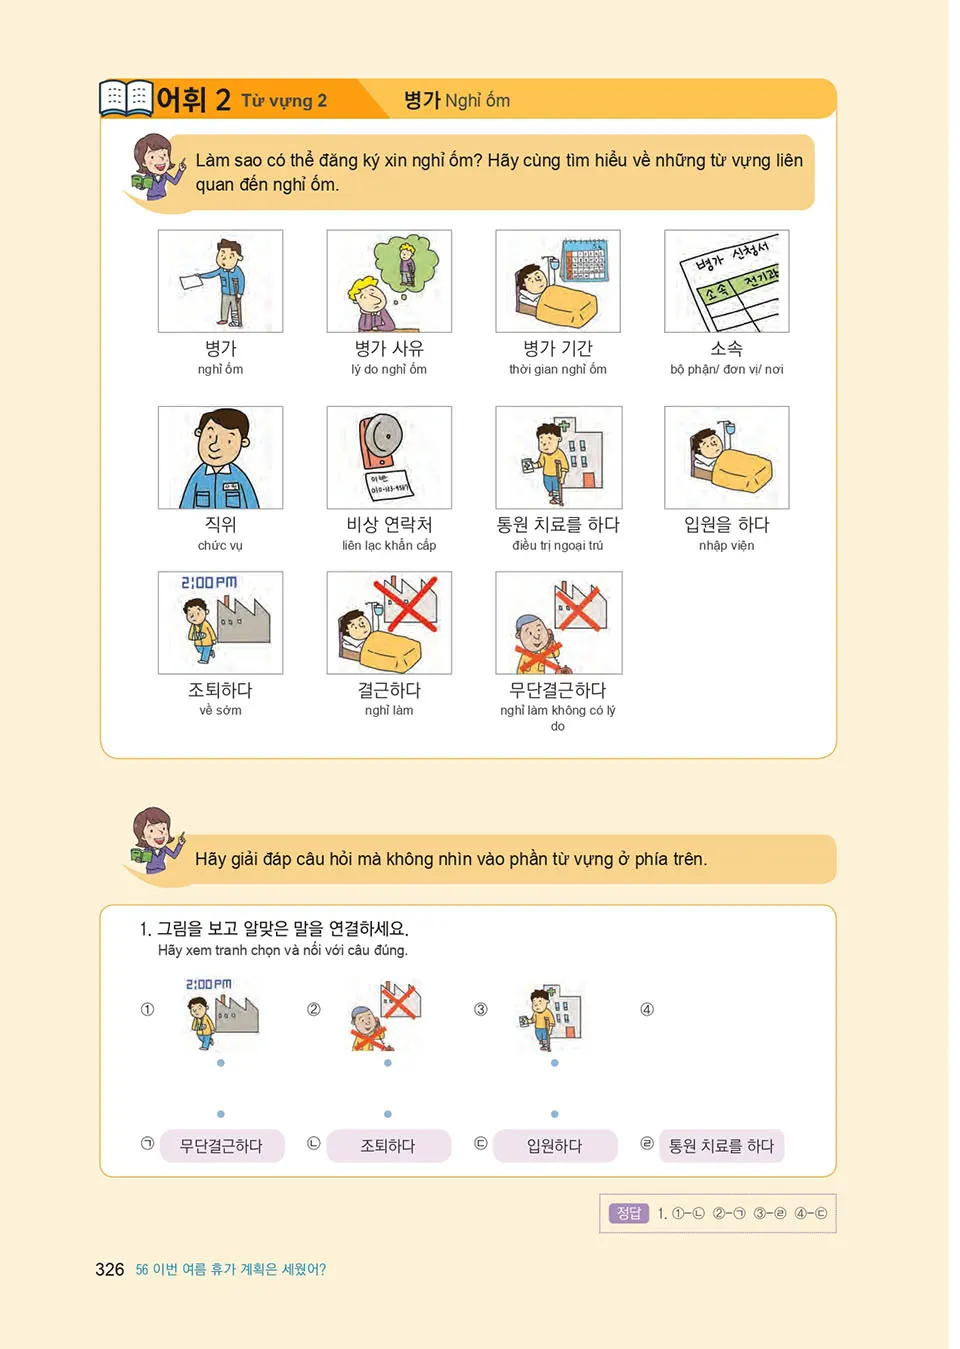 어휘 2 Từ vựng 2 병가 Nghỉ ốm
Làm sao có thể đăng ký xin nghỉ ốm? Hãy cùng tìm hiểu về những từ vựng liên
quan đến nghỉ ốm.
병가 신청서
소속 전기과
병가
nghỉ ốm
병가 사유
lý do nghỉ ốm
병가 기간
thời gian nghỉ ốm
소속
bộ phận/ đơn vị/ nơi
직위
chức vụ
비상 연락처
liên lạc khẩn cấp
통원 치료를 하다
điều trị ngoại trú
입원을 하다
nhập viện
2:00 PM
조퇴하다
về sớm
결근하다
nghỉ làm
무단결근하다
nghỉ làm không có lý
do
Hãy giải đáp câu hỏi mà không nhìn vào phần từ vựng ở phía trên.
1. 그림을 보고 알맞은 말을 연결하세요.
Hãy xem tranh chọn và nối với câu đúng.
2:00 PM
① ② ③ ④
㉠ 무단결근하다 ㉡ 조퇴하다 ㉢ 입원하다 ㉣ 통원 치료를 하다
정답 1. ①-㉡ ②-㉠ ③-㉣ ④-㉢
326 56 이번 여름 휴가 계획은 세웠어?